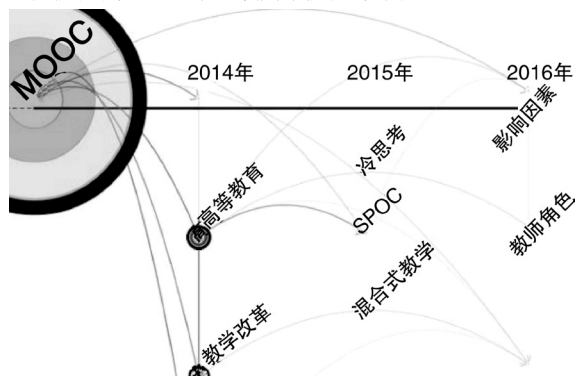 MOOC
2014年
2015年
2016年
影响因素
冷思考
高等教育
SPOC
教师角色
混合式教学
教学改革